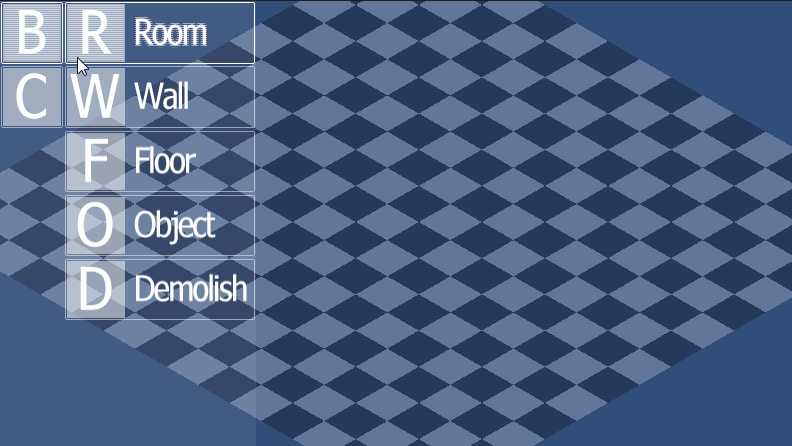 B R Room
C W Wall
F Floor
O Object
D Demolish